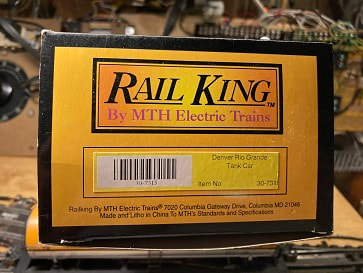 RAIL KING™
By MTH Electric Trains
Denver Rio Grande
Tank Car
30-7315
Item No
30-7315
Railking By MTH Electric Trains® 7020 Columbia Gateway Drive, Columbia MD 21046
Made and Litho in China To MTH's Standards and Specifications